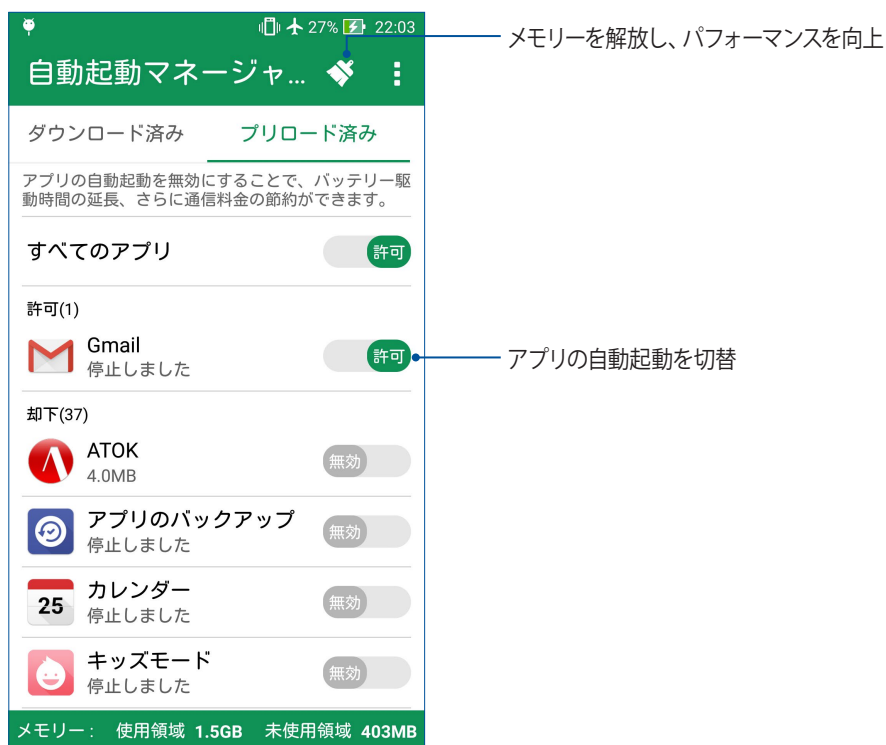 27% 22:03
メモリーを解放し、パフォーマンスを向上
自動起動マネージャ...
ダウンロード済み プリロード済み
アプリの自動起動を無効にすることで、バッテリー駆
動時間の延長、さらに通信料金の節約ができます。
すべてのアプリ 許可
許可(1)
Gmail
停止しました
許可
アプリの自動起動を切替
却下(37)
ATOK
4.0MB
無効
アプリのバックアップ
停止しました
無効
25
カレンダー
停止しました
無効
キッズモード
停止しました
無効
メモリー : 使用領域 1.5GB 未使用領域 403MB